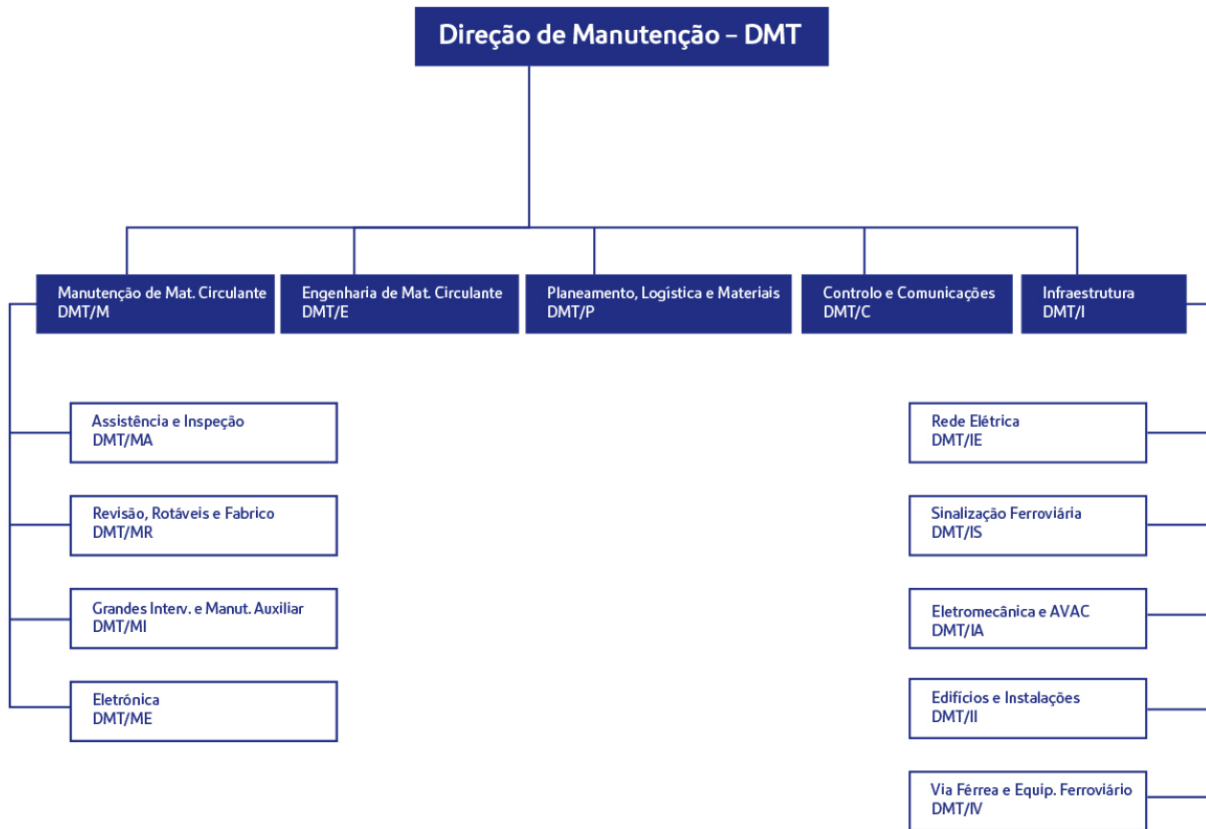 Direção de Manutenção – DMT
Manutenção de Mat. Circulante
DMT/M
Engenharia de Mat. Circulante
DMT/E
Planeamento, Logística e Materiais
DMT/P
Controlo e Comunicações
DMT/C
Infraestrutura
DMT/I
Assistência e Inspeção
DMT/MA
Revisão, Rotáveis e Fabrico
DMT/MR
Grandes Interv. e Manut. Auxiliar
DMT/MI
Eletrónica
DMT/ME
Rede Elétrica
DMT/IE
Sinalização Ferroviária
DMT/IS
Eletromecânica e AVAC
DMT/IA
Edifícios e Instalações
DMT/II
Via Férrea e Equip. Ferroviário
DMT/IV